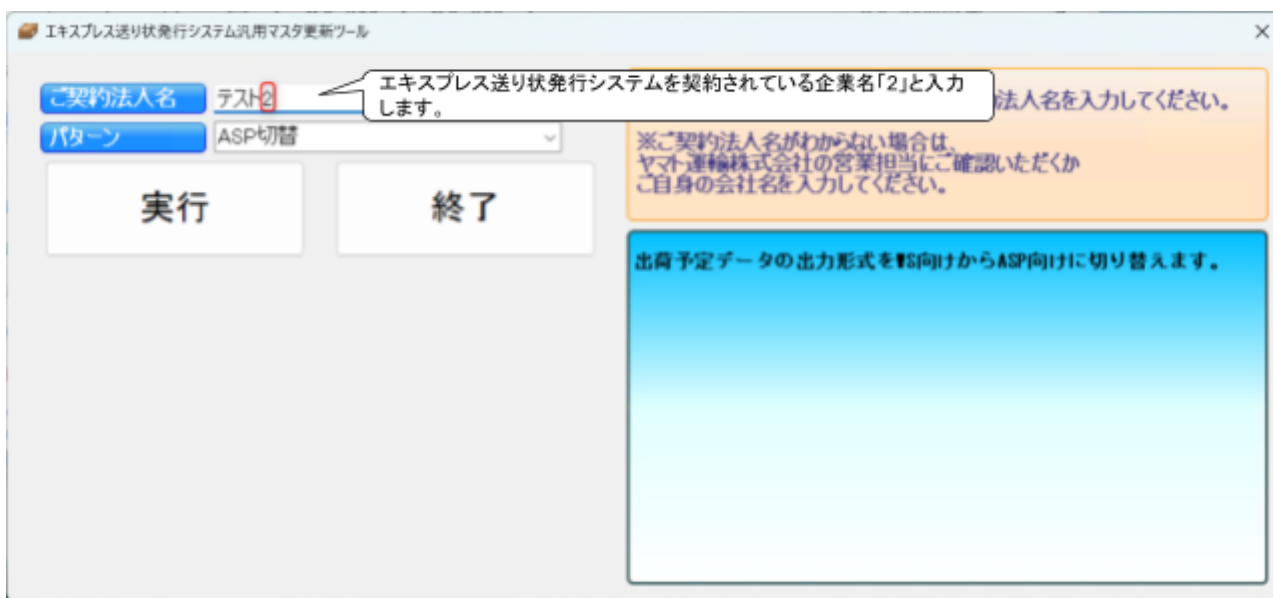 エキスプレス送り状発行システム汎用マスタ更新ツール
ご契約法人名
テスト2
エキスプレス送り状発行システムを契約されている企業名「2」と入力
します。
法人名を入力してください。
パターン
ASP切替
※ご契約法人名がわからない場合は、
ヤマト運輸株式会社の営業担当にご確認いただくか
ご自身の会社名を入力してください。
実行
終了
出荷予定データの出力形式をWS向けからASP向けに切り替えます。